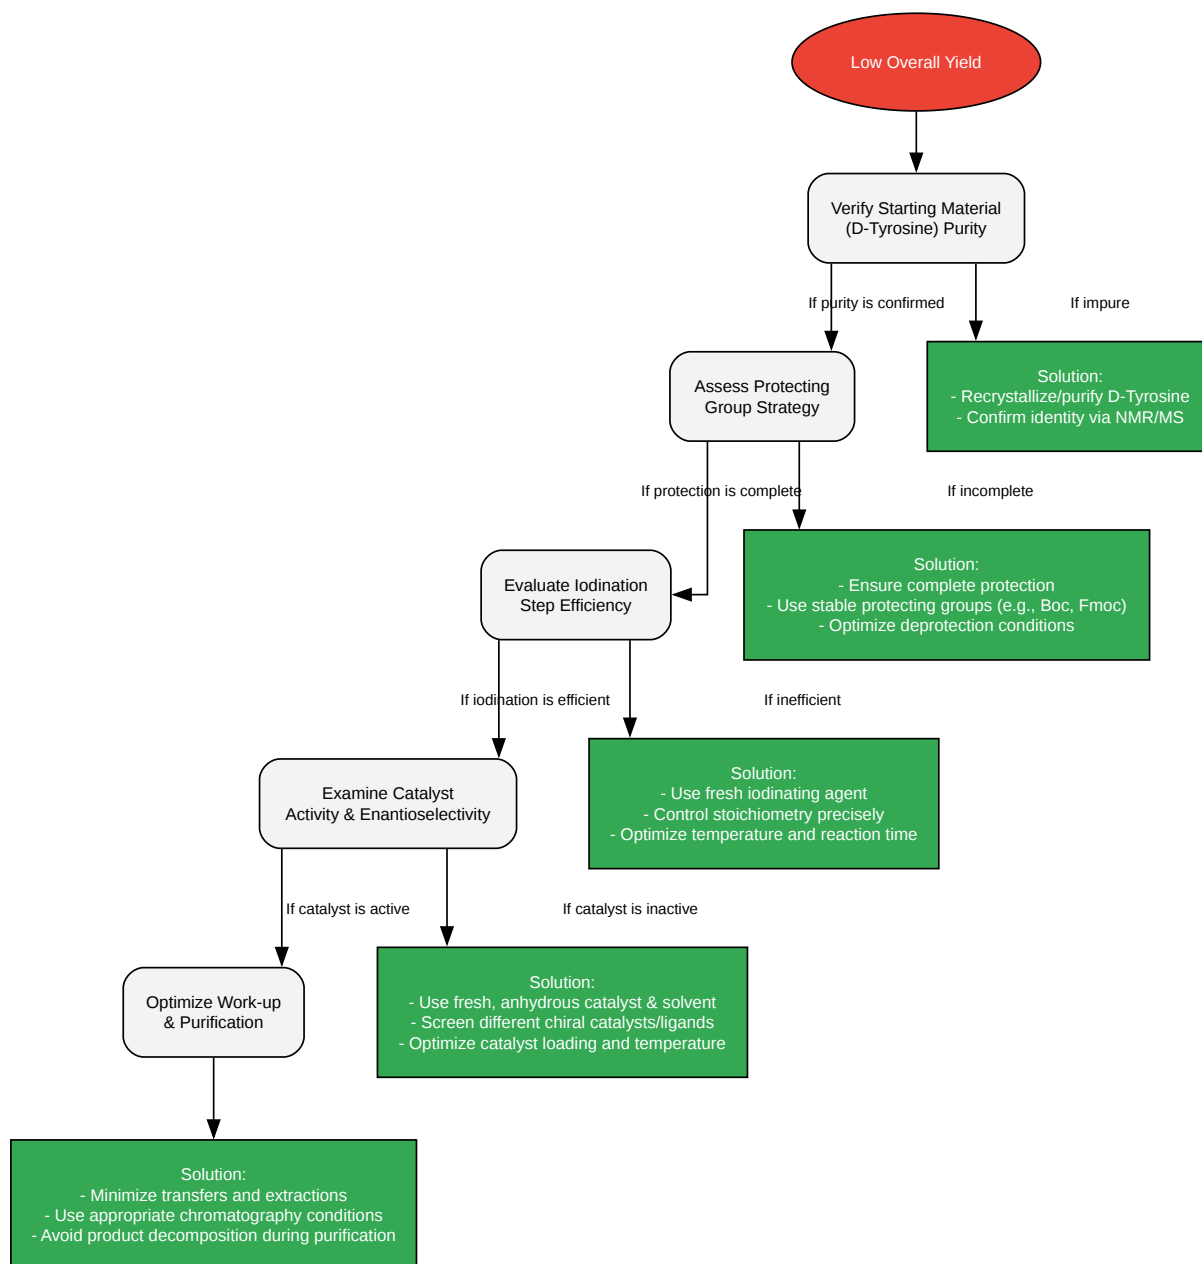 Low Overall Yield
Verify Starting Material
(D-Tyrosine) Purity
If purity is confirmed
If impure
Assess Protecting
Group Strategy
Solution:
- Recrystallize/purify D-Tyrosine
- Confirm identity via NMR/MS
If protection is complete
If incomplete
Evaluate Iodination
Step Efficiency
Solution:
- Ensure complete protection
- Use stable protecting groups (e.g., Boc, Fmoc)
- Optimize deprotection conditions
If iodination is efficient
If inefficient
Examine Catalyst
Activity & Enantioselectivity
Solution:
- Use fresh iodinating agent
- Control stoichiometry precisely
- Optimize temperature and reaction time
If catalyst is active
If catalyst is inactive
Optimize Work-up
& Purification
Solution:
- Use fresh, anhydrous catalyst & solvent
- Screen different chiral catalysts/ligands
- Optimize catalyst loading and temperature
Solution:
- Minimize transfers and extractions
- Use appropriate chromatography conditions
- Avoid product decomposition during purification